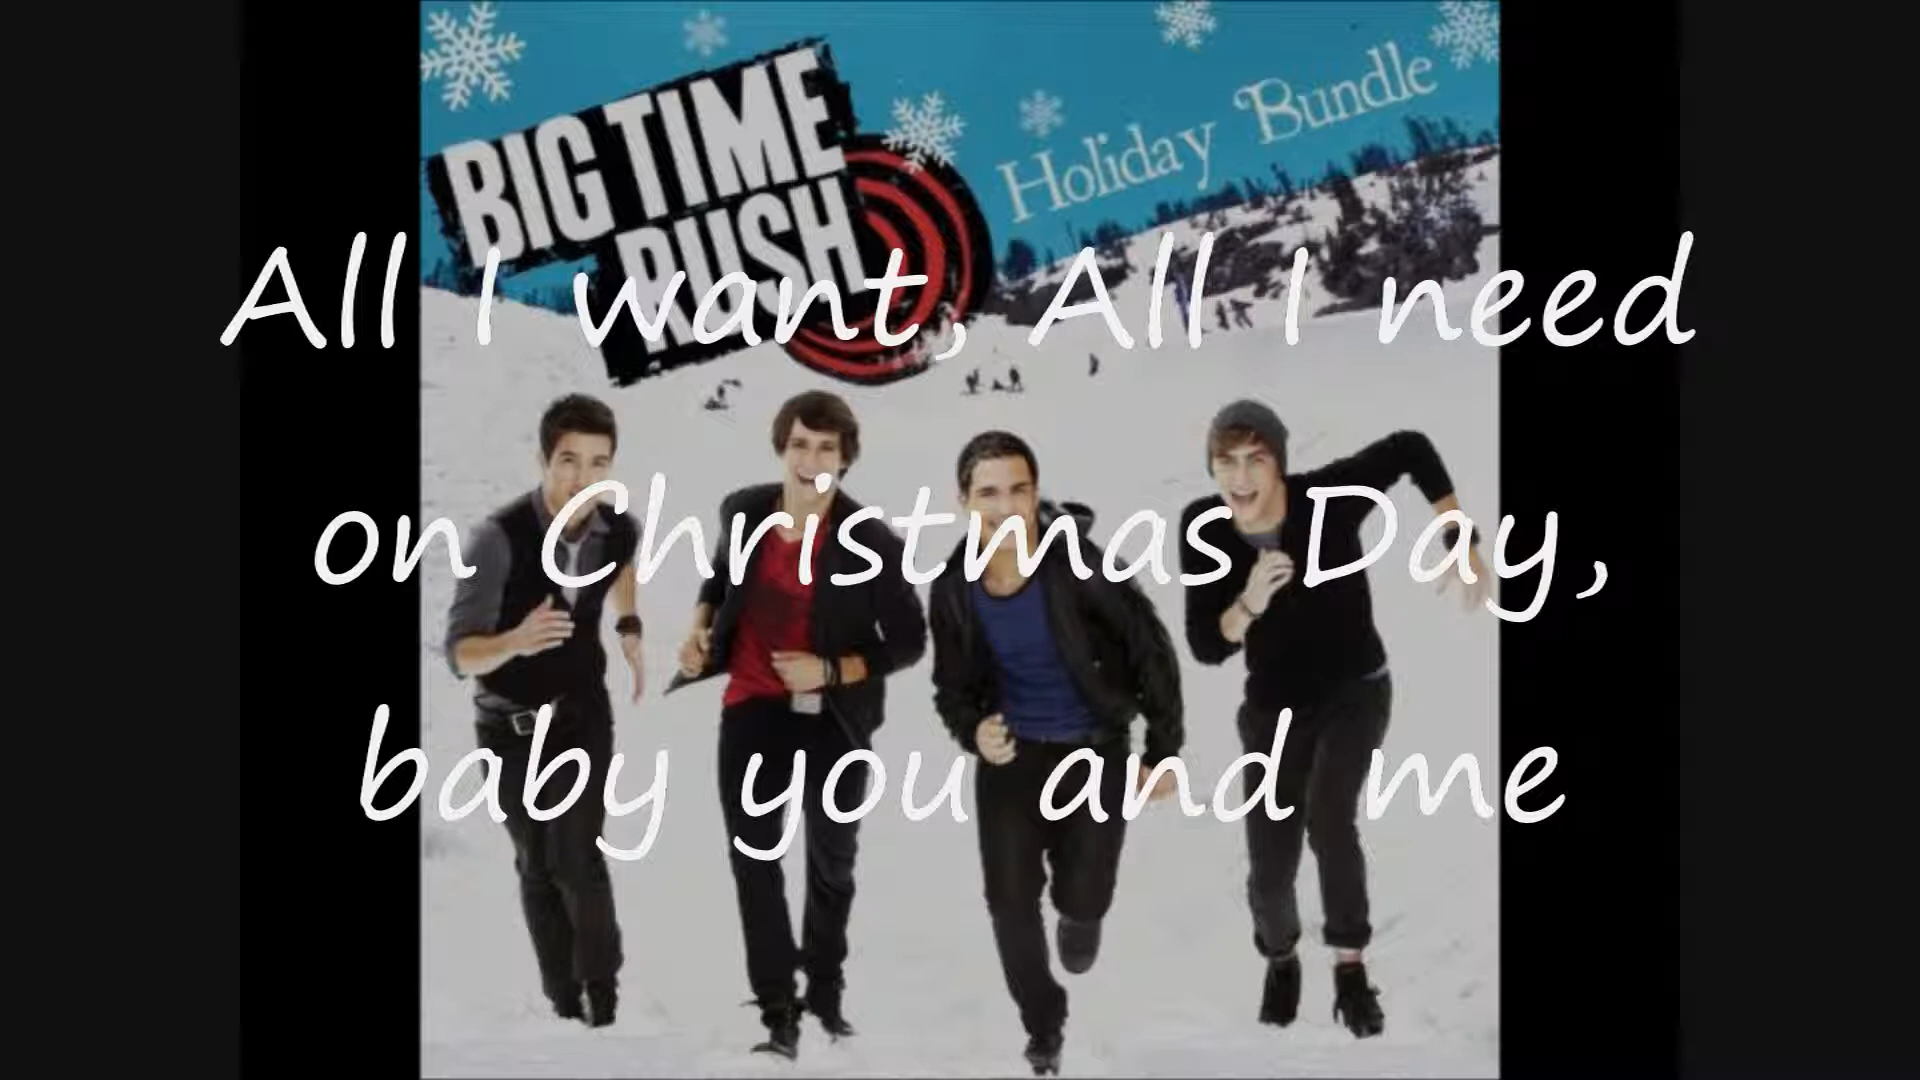 BIG TIME
RUSH
Holiday Bundle
All I want, All I need
on Christmas Day,
baby you and me